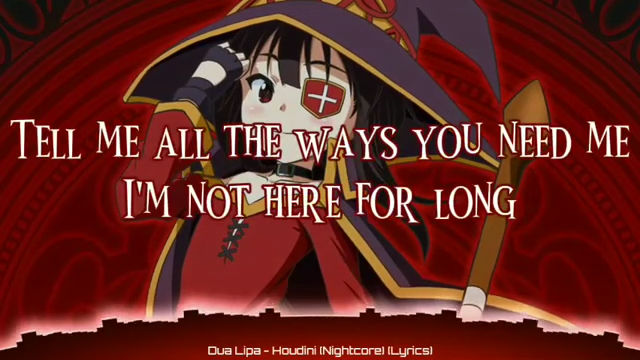 Tell me all the ways you need me
I'm not here for long
Dua Lipa - Houdini (Nightcore) (Lyrics)